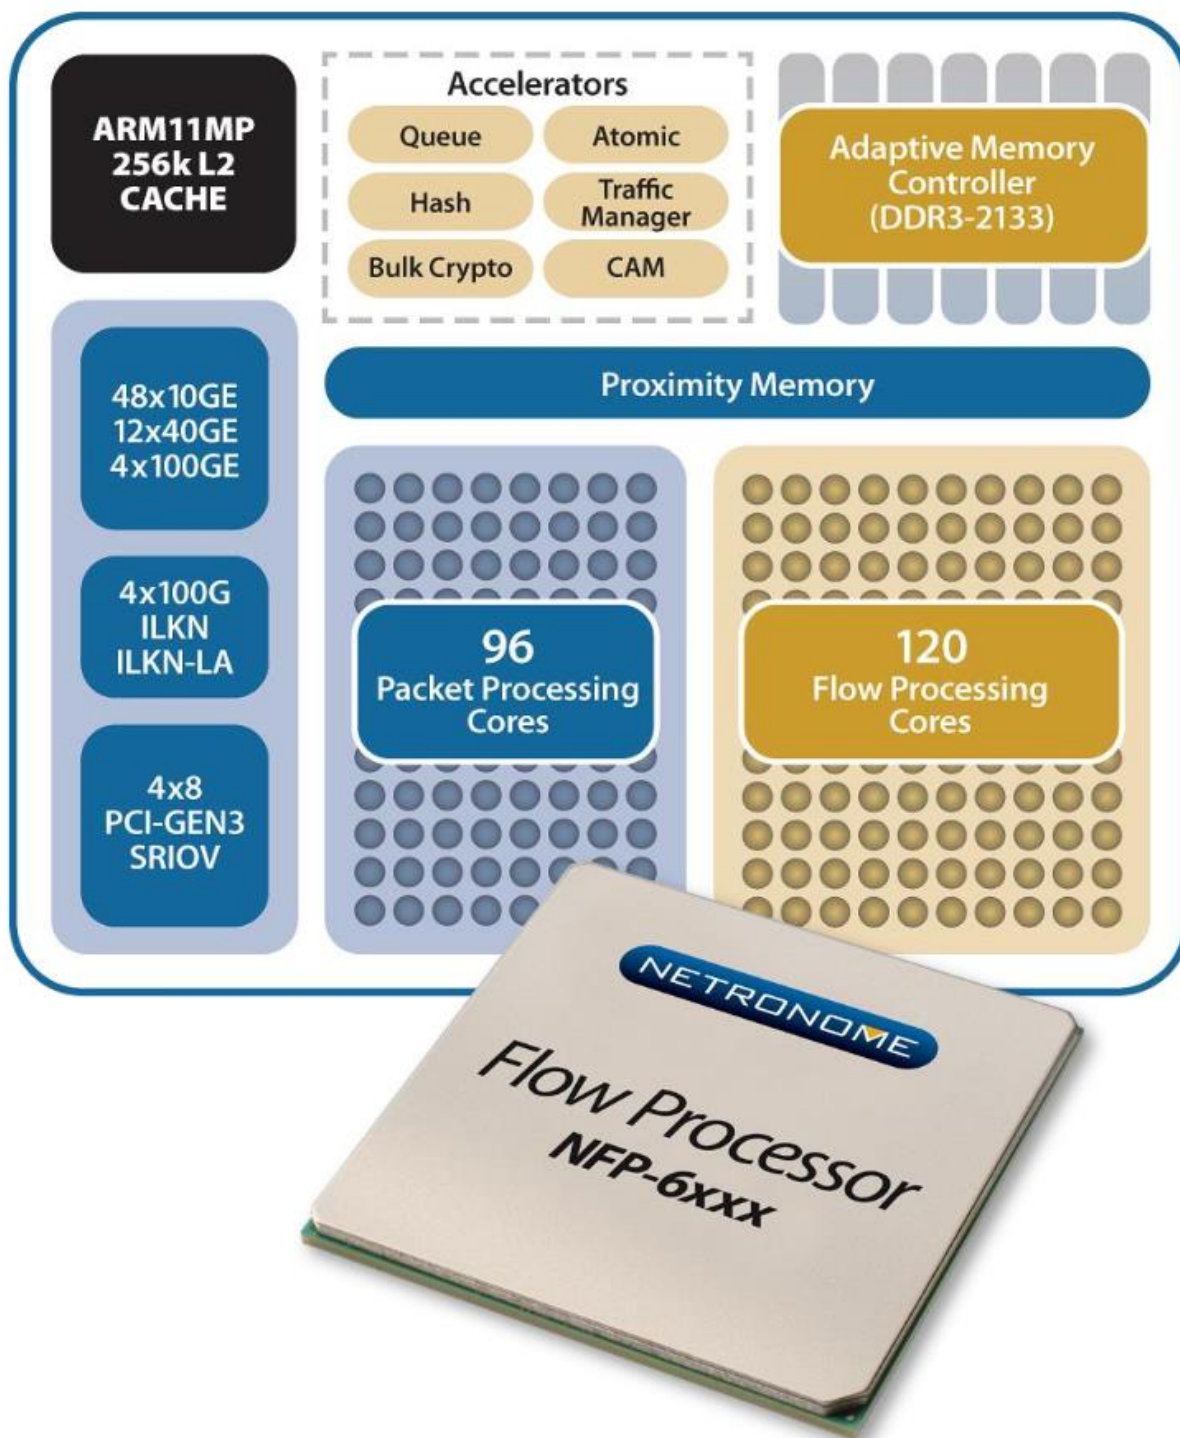 ARM11MP
256k L2
CACHE
Accelerators
Queue
Atomic
Hash
Traffic
Manager
Bulk Crypto
CAM
Adaptive Memory
Controller
(DDR3-2133)
Proximity Memory
48x10GE
12x40GE
4x100GE
4x100G
ILKN
ILKN-LA
4x8
PCI-GEN3
SRIOV
96
Packet Processing
Cores
120
Flow Processing
Cores
NETRONOME
Flow Processor
NFP-6xxx